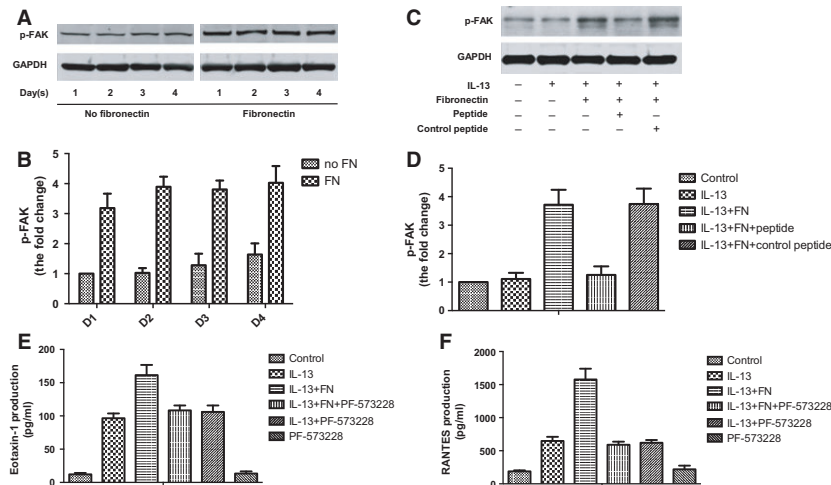 A
p-FAK
GAPDH
Day(s) 1 2 3 4 1 2 3 4
No fibronectin Fibronectin
B
p-FAK
(the fold change)
5
4
3
2
1
0
D1 D2 D3 D4
no FN
FN
C
p-FAK
GAPDH
IL-13 – + + + +
Fibronectin – – + + +
Peptide – – – + –
Control peptide – – – – +
D
p-FAK
(the fold change)
5
4
3
2
1
0
Control
IL-13
IL-13+FN
IL-13+FN+peptide
IL-13+FN+control peptide
E
Eotaxin-1 production
(pg/ml)
200
150
100
50
0
Control
IL-13
IL-13+FN
IL-13+FN+PF-573228
IL-13+PF-573228
PF-573228
F
RANTES production
(pg/ml)
2000
1500
1000
500
0
Control
IL-13
IL-13+FN
IL-13+FN+PF-573228
IL-13+PF-573228
PF-573228